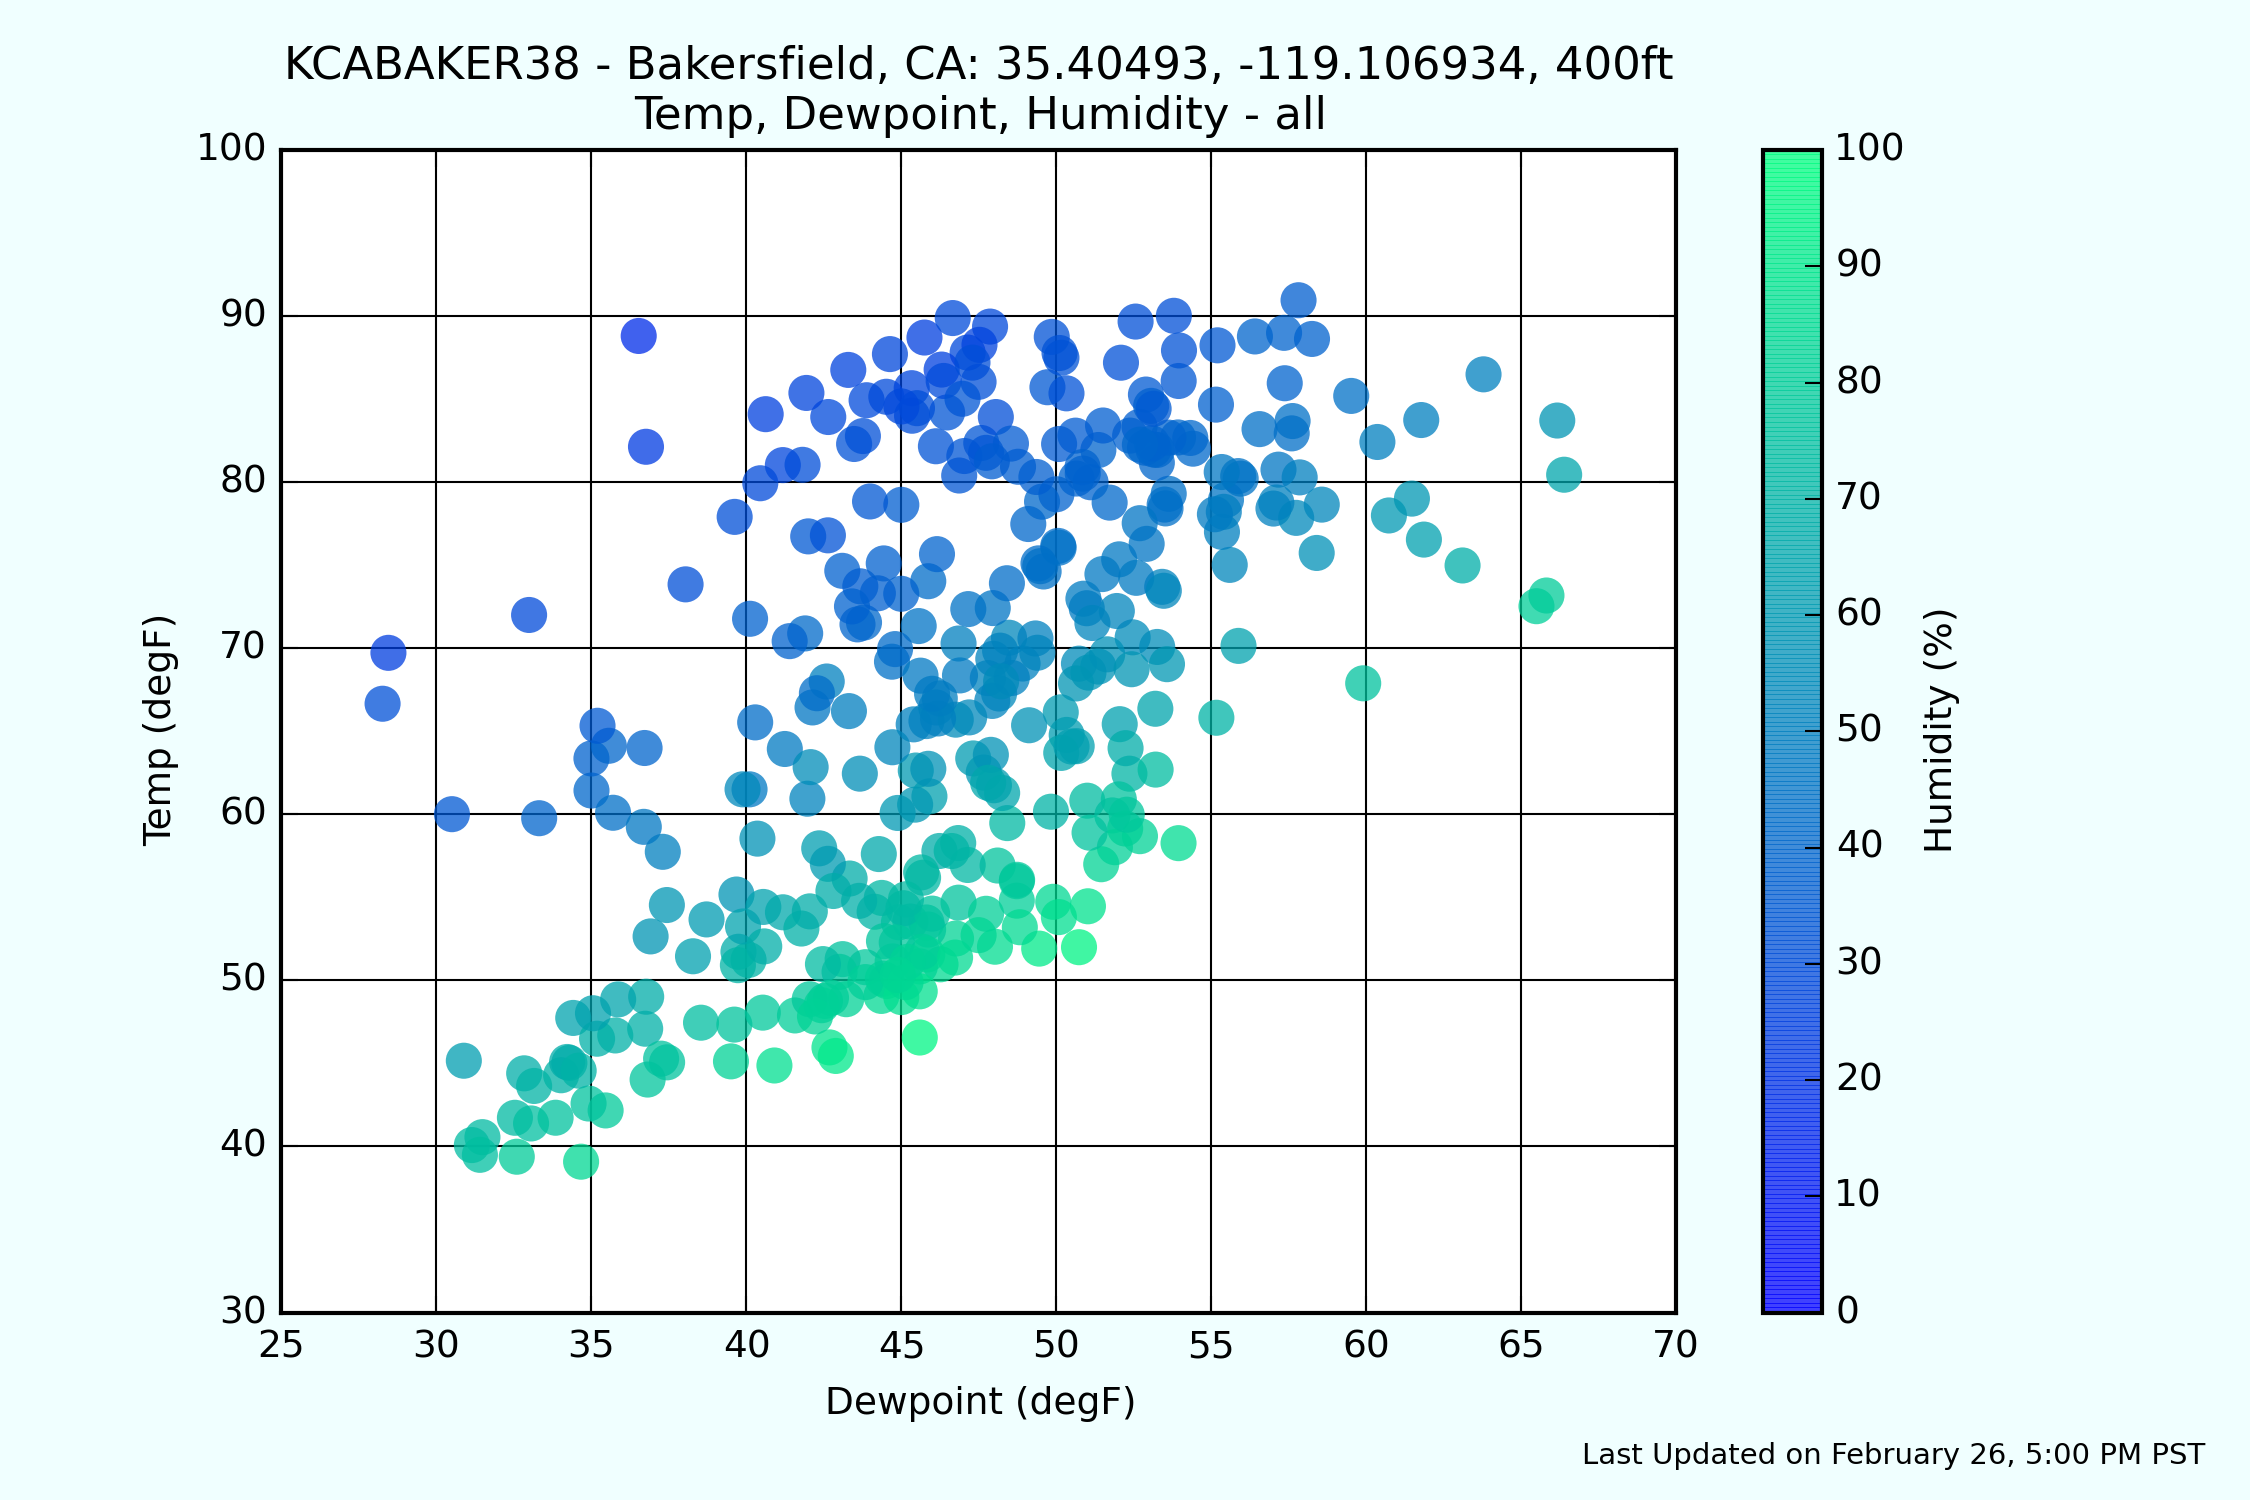 KCABAKER38 - Bakersfield, CA: 35.40493, -119.106934, 400ft
Temp, Dewpoint, Humidity - all
100
90
80
70
60
50
40
30
Temp (degF)
25 30 35 40 45 50 55 60 65 70
Dewpoint (degF)
100
90
80
70
60
50
40
30
20
10
0
Humidity (%)
Last Updated on February 26, 5:00 PM PST